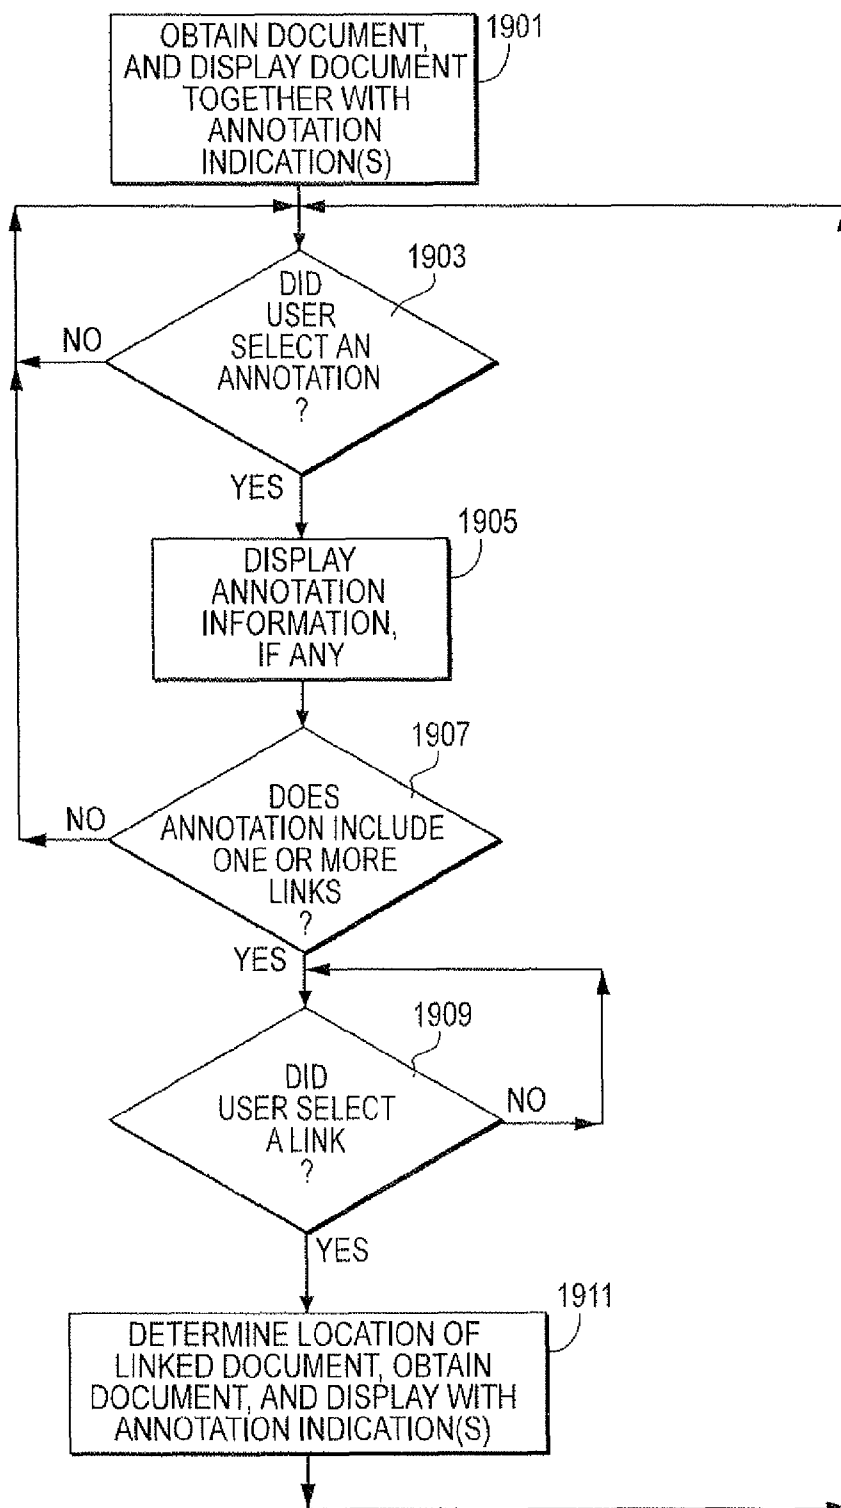 OBTAIN DOCUMENT,
AND DISPLAY DOCUMENT
TOGETHER WITH
ANNOTATION
INDICATION(S)
1901
1903
DID
USER
SELECT AN
ANNOTATION
?
NO
YES
1905
DISPLAY
ANNOTATION
INFORMATION,
IF ANY
1907
DOES
ANNOTATION INCLUDE
ONE OR MORE
LINKS
?
NO
YES
1909
DID
USER SELECT
A LINK
?
NO
YES
1911
DETERMINE LOCATION OF
LINKED DOCUMENT, OBTAIN
DOCUMENT, AND DISPLAY WITH
ANNOTATION INDICATION(S)